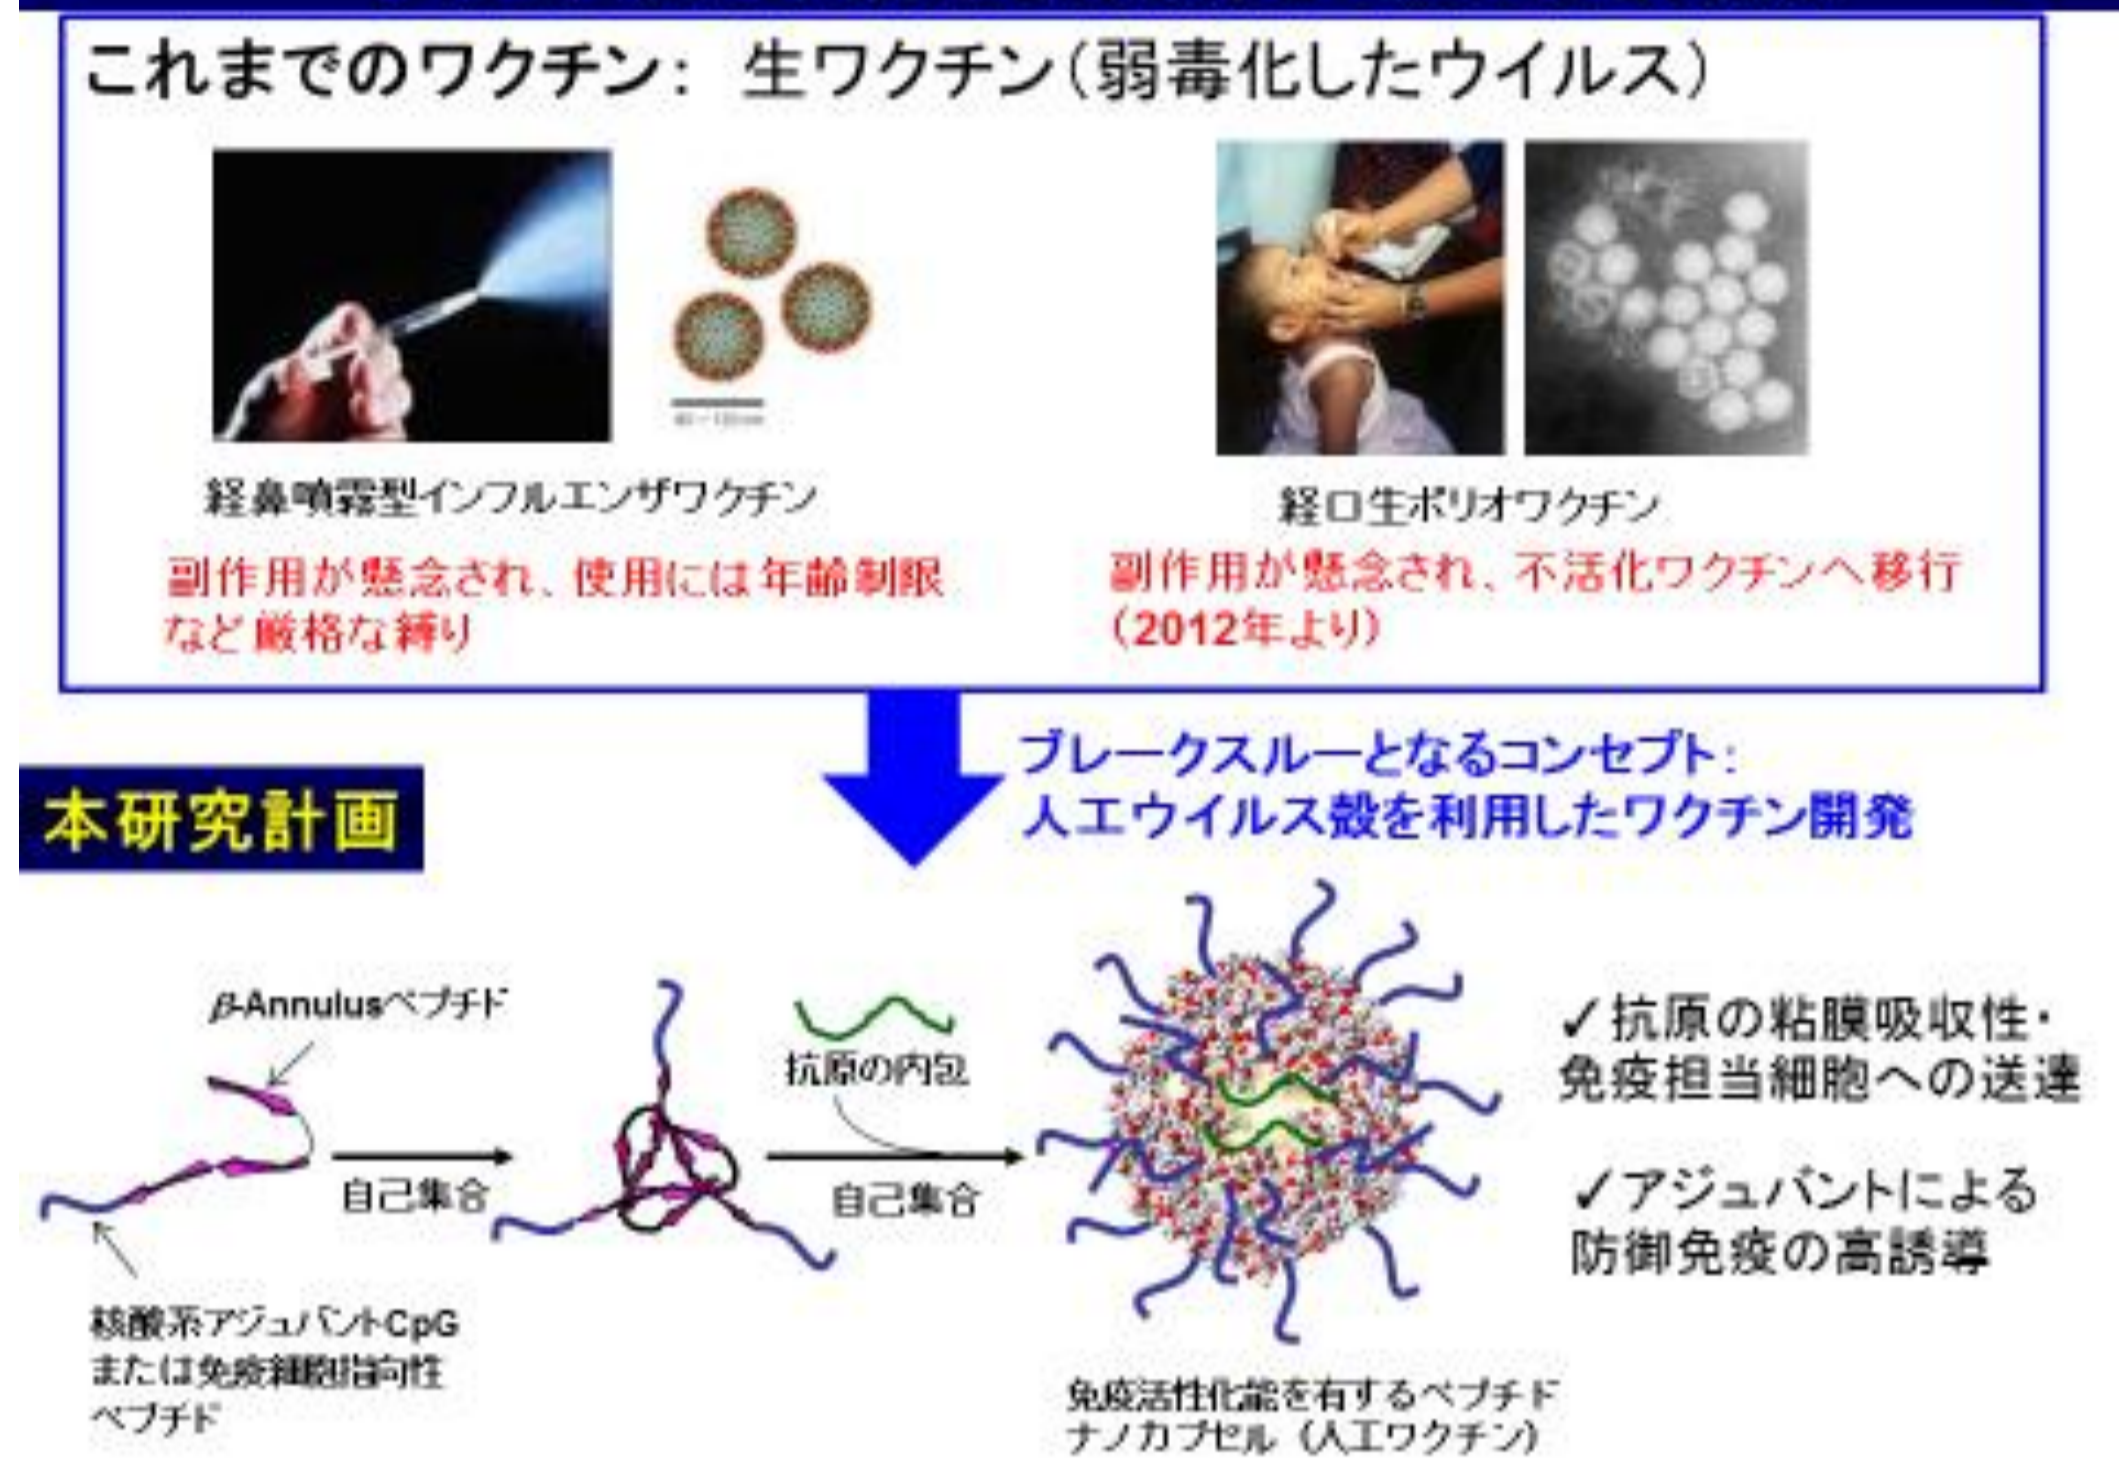 これまでのワクチン： 生ワクチン（弱毒化したウイルス）
経鼻噴霧型インフルエンザワクチン
副作用が懸念され、使用には年齢制限
など厳格な縛り
経口生ポリオワクチン
副作用が懸念され、不活化ワクチンへ移行
（2012年より）
ブレークスルーとなるコンセプト：
人工ウイルス殻を利用したワクチン開発
本研究計画
β-Annulusペプチド
自己集合
核酸系アジュバントCpG
または免疫細胞指向性
ペプチド
抗原の内包
自己集合
免疫活性化能を有するペプチド
ナノカプセル（人工ワクチン）
✓抗原の粘膜吸収性・
免疫担当細胞への送達
✓アジュバントによる
防御免疫の高誘導